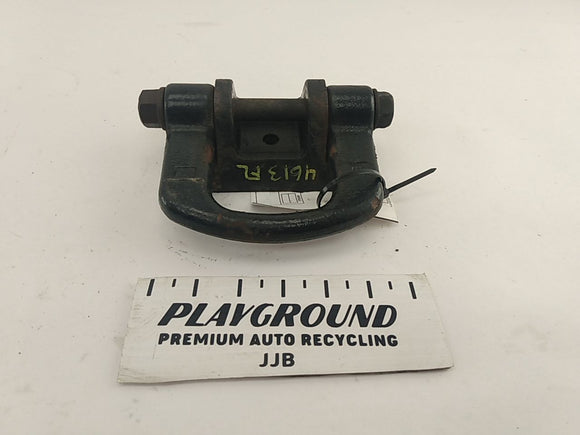 4613 FL
PLAYGROUND
PREMIUM AUTO RECYCLING
JJB